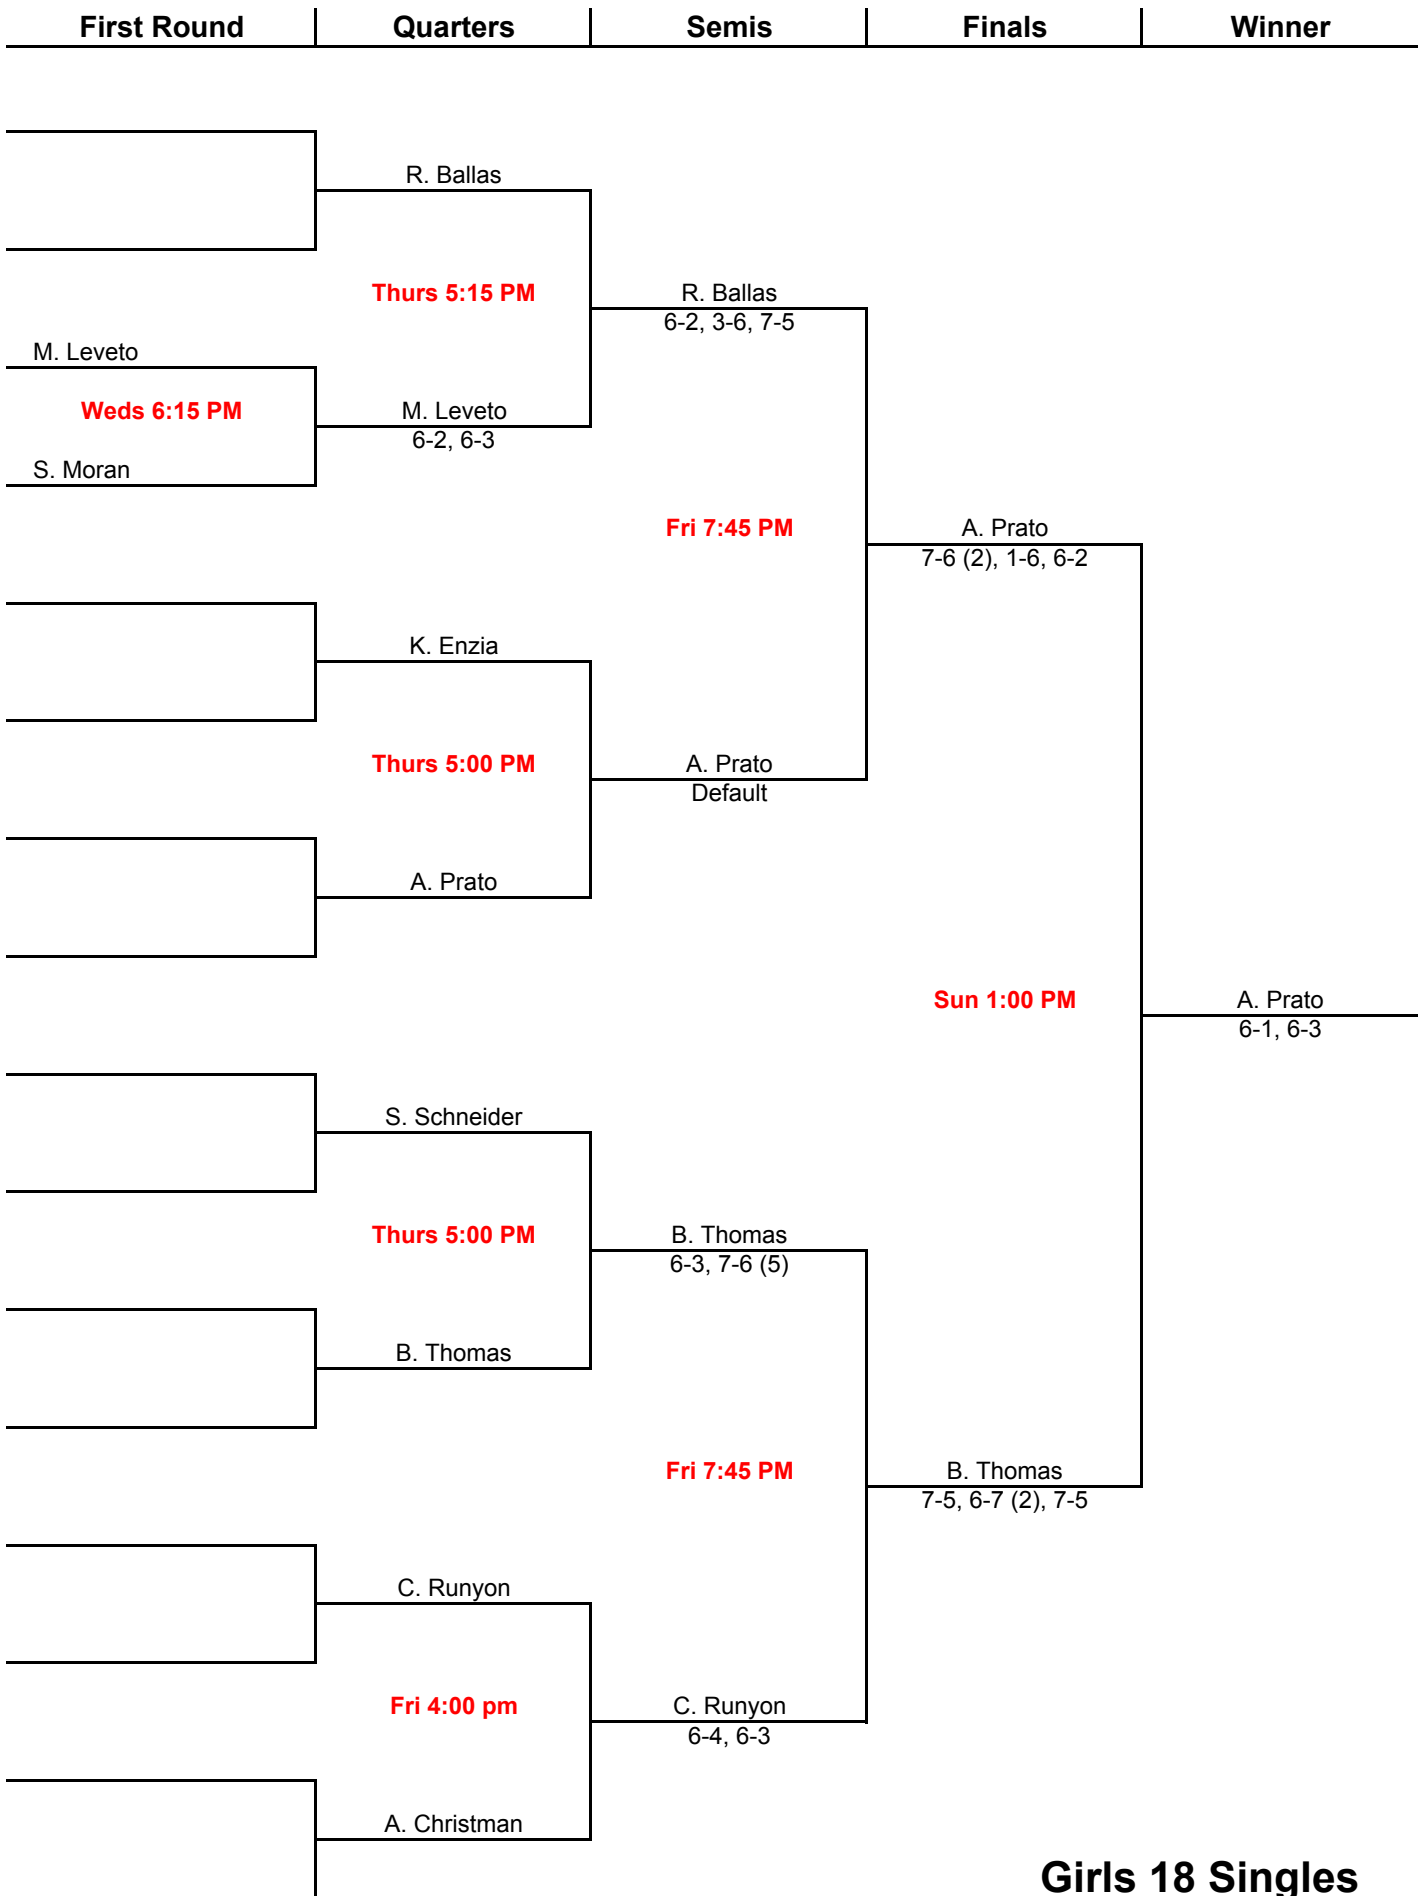 First Round Quarters Semis Finals Winner
R. Ballas
Thurs 5:15 PM R. Ballas
6-2, 3-6, 7-5
M. Leveto
Weds 6:15 PM M. Leveto
6-2, 6-3
S. Moran
Fri 7:45 PM A. Prato
7-6 (2), 1-6, 6-2
K. Enzia
Thurs 5:00 PM A. Prato
Default
A. Prato
Sun 1:00 PM A. Prato
6-1, 6-3
S. Schneider
Thurs 5:00 PM B. Thomas
6-3, 7-6 (5)
B. Thomas
Fri 7:45 PM B. Thomas
7-5, 6-7 (2), 7-5
C. Runyon
Fri 4:00 pm C. Runyon
6-4, 6-3
A. Christman
Girls 18 Singles